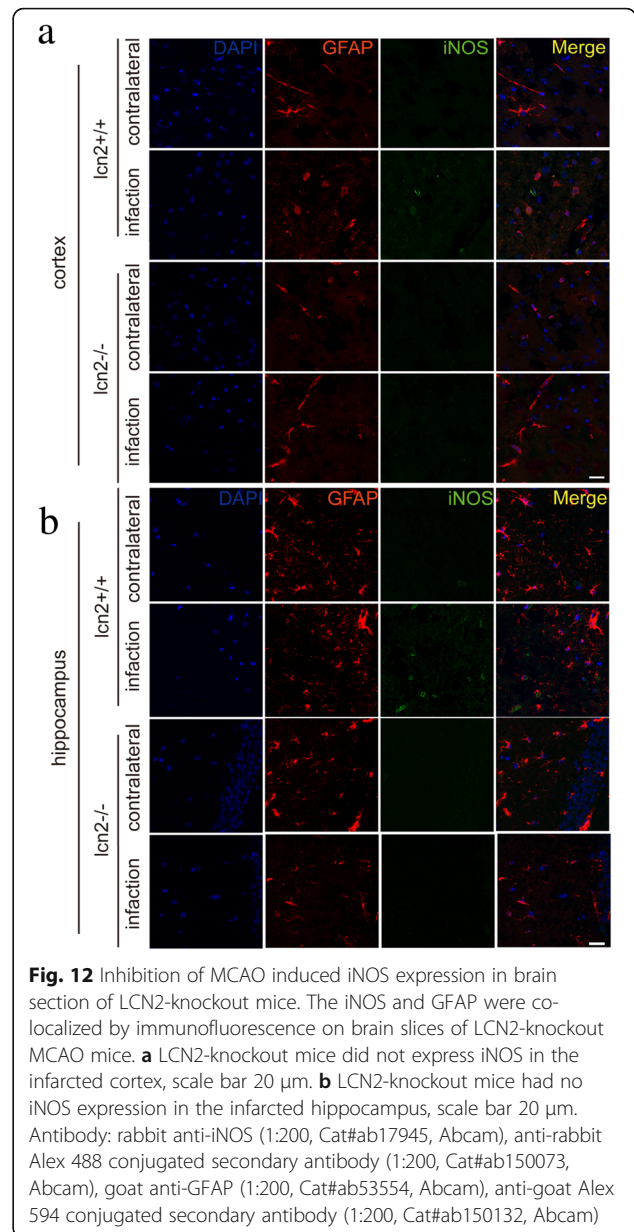 a
DAPI GFAP iNOS Merge
cortex
lcn2+/+
contralateral
infaction
lcn2-/-
contralateral
infaction
b
DAPI GFAP iNOS Merge
hippocampus
lcn2+/+
contralateral
infaction
lcn2-/-
contralateral
infaction
Fig. 12 Inhibition of MCAO induced iNOS expression in brain
section of LCN2-knockout mice. The iNOS and GFAP were co-
localized by immunofluorescence on brain slices of LCN2-knockout
MCAO mice. a LCN2-knockout mice did not express iNOS in the
infarcted cortex, scale bar 20 μm. b LCN2-knockout mice had no
iNOS expression in the infarcted hippocampus, scale bar 20 μm.
Antibody: rabbit anti-iNOS (1:200, Cat#ab17945, Abcam), anti-rabbit
Alex 488 conjugated secondary antibody (1:200, Cat#ab150073,
Abcam), goat anti-GFAP (1:200, Cat#ab53554, Abcam), anti-goat Alex
594 conjugated secondary antibody (1:200, Cat#ab150132, Abcam)